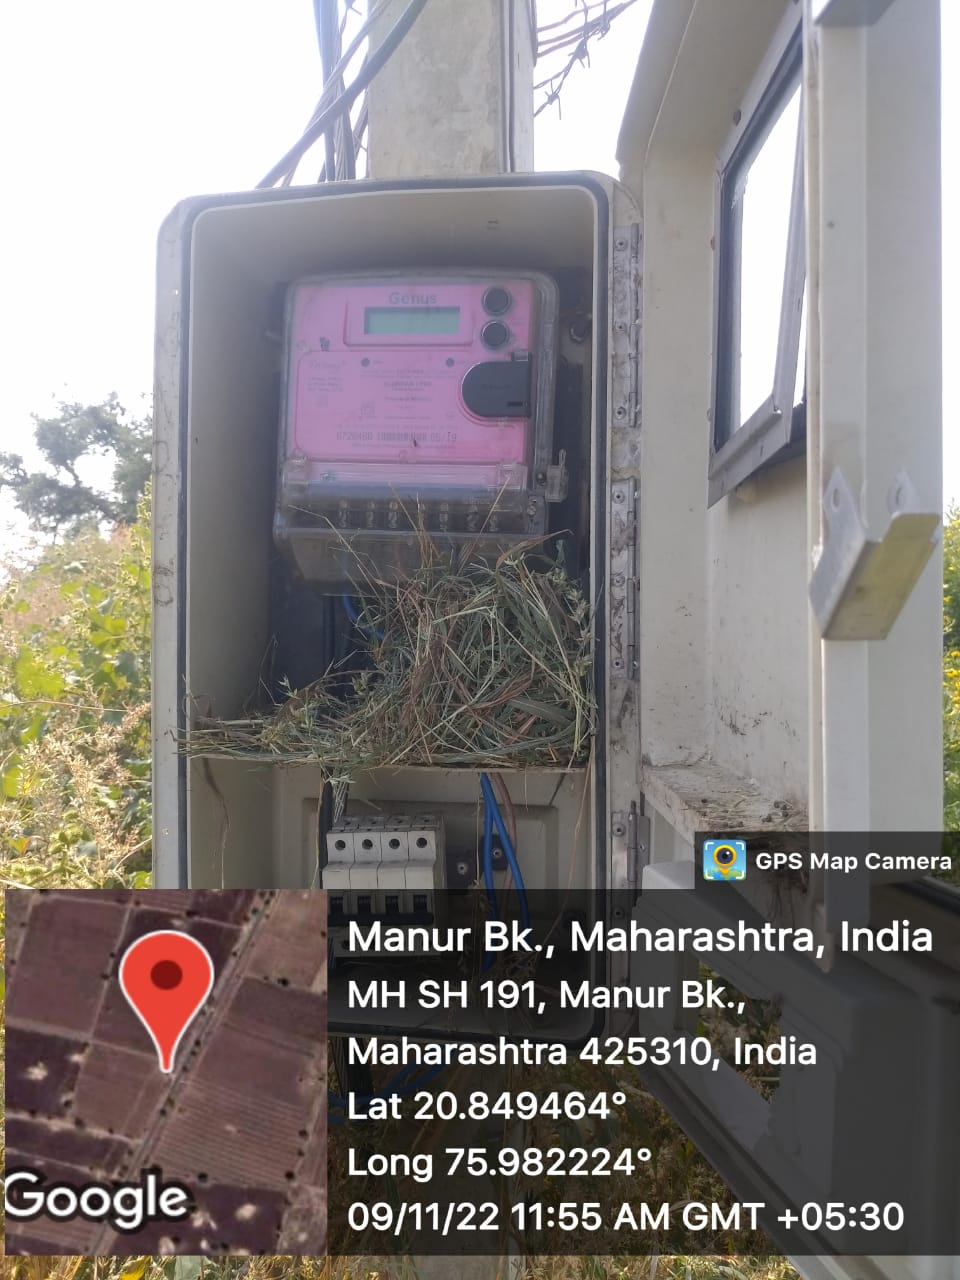 Genus
GPS Map Camera
Manur Bk., Maharashtra, India
MH SH 191, Manur Bk.,
Maharashtra 425310, India
Lat 20.849464°
Long 75.982224°
09/11/22 11:55 AM GMT +05:30
Google